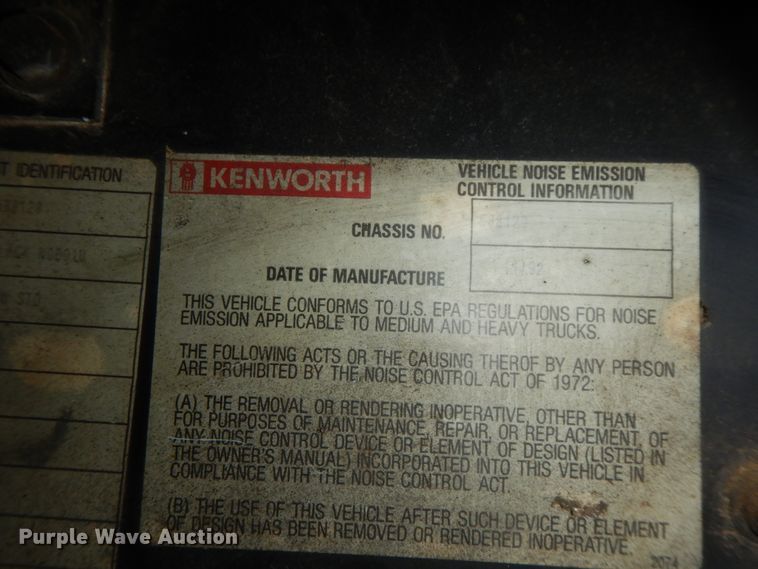 IDENTIFICATION
KENWORTH
VEHICLE NOISE EMISSION
CONTROL INFORMATION
CHASSIS NO.
DATE OF MANUFACTURE
THIS VEHICLE CONFORMS TO U.S. EPA REGULATIONS FOR NOISE
EMISSION APPLICABLE TO MEDIUM AND HEAVY TRUCKS.
THE FOLLOWING ACTS OR THE CAUSING THEROF BY ANY PERSON
ARE PROHIBITED BY THE NOISE CONTROL ACT OF 1972:
(A) THE REMOVAL OR RENDERING INOPERATIVE, OTHER THAN
FOR PURPOSES OF MAINTENANCE, REPAIR, OR REPLACEMENT, OF
ANY NOISE CONTROL DEVICE OR ELEMENT OF DESIGN (LISTED IN
THE OWNER'S MANUAL) INCORPORATED INTO THIS VEHICLE IN
COMPLIANCE WITH THE NOISE CONTROL ACT.
(B) THE USE OF THIS VEHICLE AFTER SUCH DEVICE OR ELEMENT
OF DESIGN HAS BEEN REMOVED OR RENDERED INOPERATIVE.
2074
Purple Wave Auction